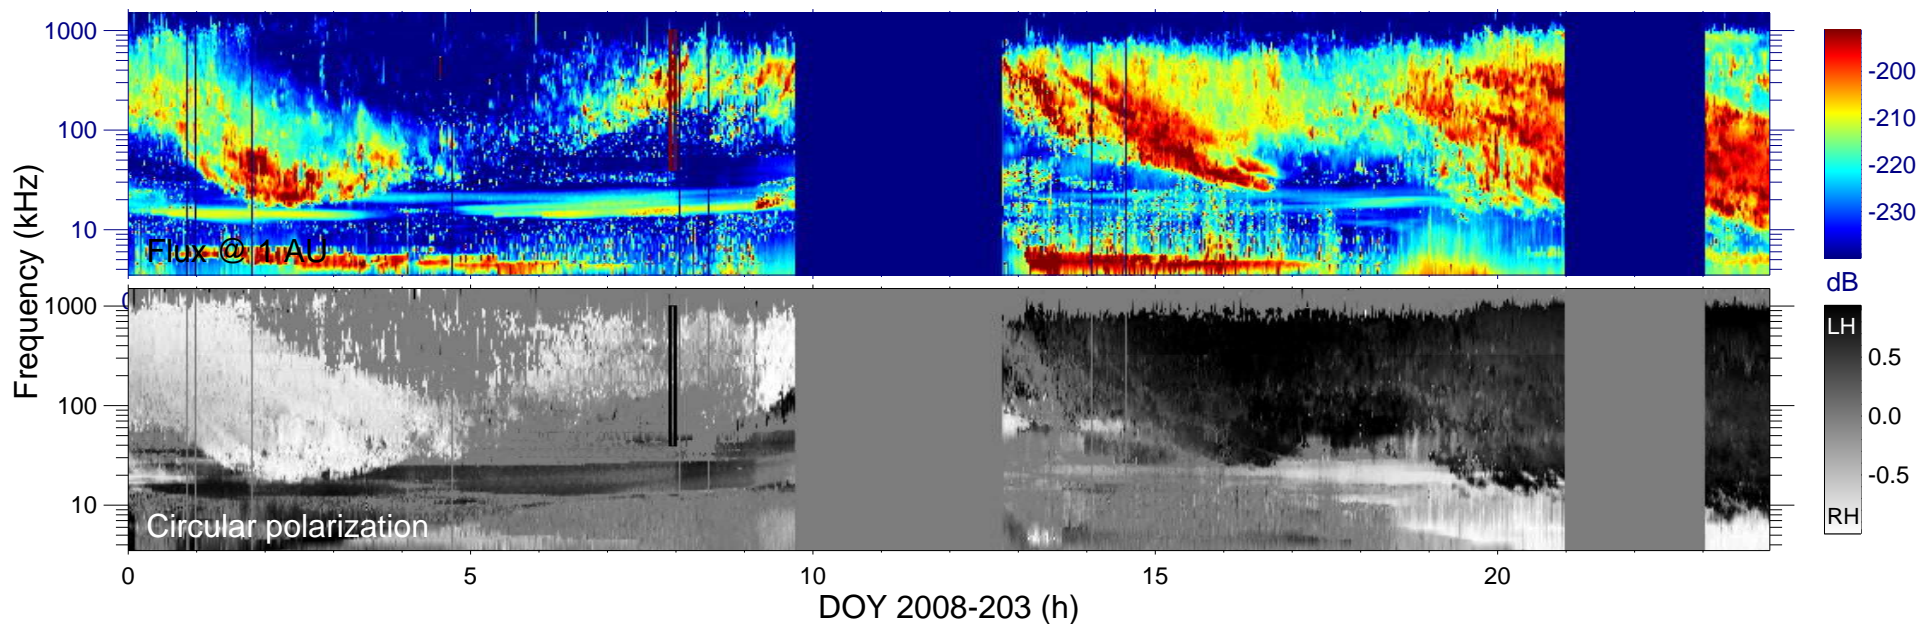 1000
100
10
Flux @ 1 AU
-200
-210
-220
-230
dB
0
Frequency (kHz)
1000
100
10
Circular polarization
LH
0.5
0.0
-0.5
RH
0
5
10
15
20
DOY 2008-203 (h)